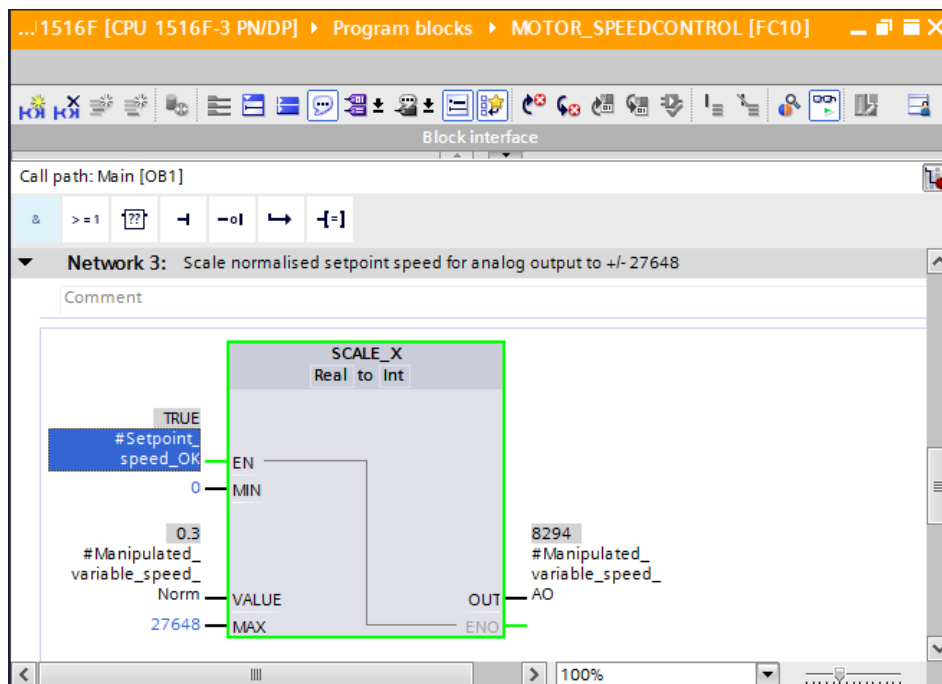 ...1516F [CPU 1516F-3 PN/DP] ▸ Program blocks ▸ MOTOR_SPEEDCONTROL [FC10]
Block interface
Call path: Main [OB1]
& >=1 ?? -o| -[=]
Network 3: Scale normalised setpoint speed for analog output to +/- 27648
Comment
SCALE_X
Real to Int
TRUE
#Setpoint_
speed_OK
EN
0
MIN
0.3
#Manipulated_
variable_speed_
Norm
VALUE
27648
MAX
8294
#Manipulated_
variable_speed_
AO
OUT
ENO
100%